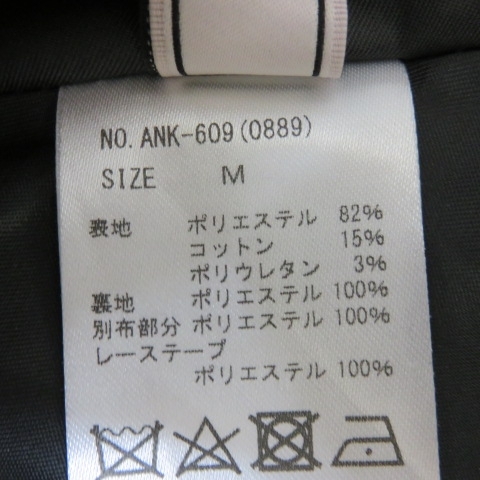 NO. ANK-609(0889)
SIZE M
表地 ポリエステル 82%
コットン 15%
ポリウレタン 3%
裏地 ポリエステル 100%
別布部分 ポリエステル 100%
レーステープ
ポリエステル 100%